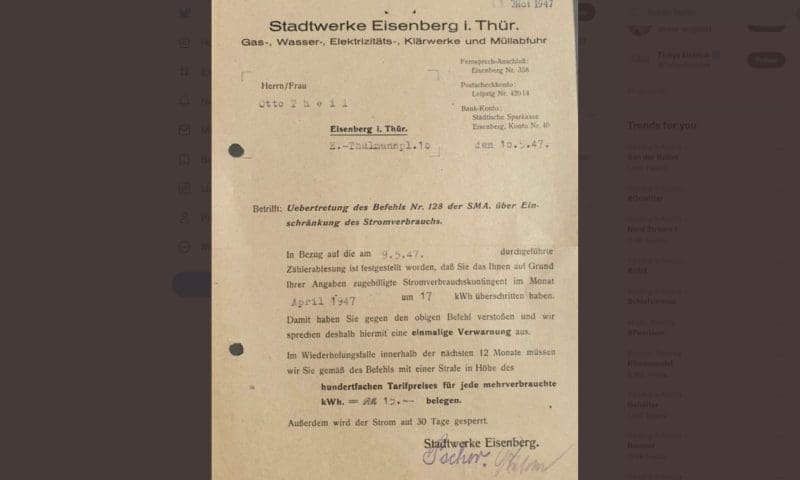 Mai 1947
Stadtwerke Eisenberg i. Thür.
Gas-, Wasser-, Elektrizitäts-, Klärwerke und Müllabfuhr
Fernsprech-Anschluß:
Eisenberg Nr. 358
Postscheckkonto:
Leipzig Nr. 42014
Bank-Konto:
Städtische Sparkasse
Eisenberg, Konto Nr. 40
Herrn/Frau
Otto T h e i l
Eisenberg i. Thür.
E.-Thälmannpl.10
den 10.5.47.
Betrifft: Uebertretung des Befehls Nr. 128 der SMA. über Ein-
schränkung des Stromverbrauchs.
In Bezug auf die am 9.5.47. durchgeführte
Zählerablesung ist festgestellt worden, daß Sie das Ihnen auf Grund
Ihrer Angaben zugebilligte Stromverbrauchskontingent im Monat
April 1947 um 17 kWh überschritten haben.
Damit haben Sie gegen den obigen Befehl verstoßen und wir
sprechen deshalb hiermit eine einmalige Verwarnung aus.
Im Wiederholungsfalle innerhalb der nächsten 12 Monate müssen
wir Sie gemäß des Befehls mit einer Strafe in Höhe des
hundertfachen Tarifpreises für jede mehrverbrauchte
kWh. = RM 15.-- belegen.
Außerdem wird der Strom auf 30 Tage gesperrt.
Stadtwerke Eisenberg.
Trends for you